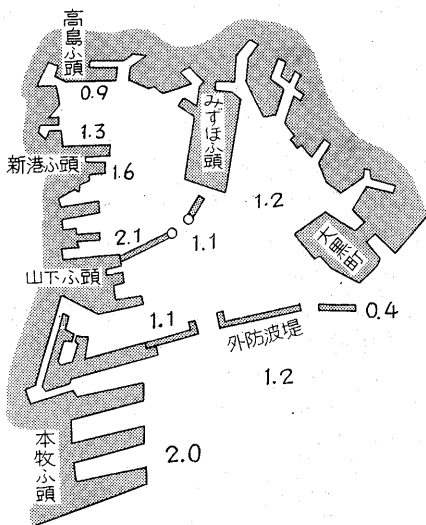 高島ふ頭
0.9
みずほふ頭
1.3
新港ふ頭
1.6
1.2
2.1
1.1
大黒町
山下ふ頭
1.1
0.4
外防波堤
1.2
本牧ふ頭
2.0